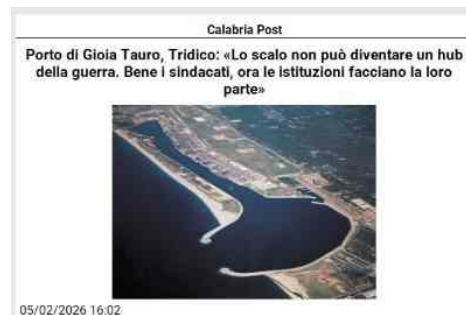 Calabria Post
Porto di Gioia Tauro, Tridico: «Lo scalo non può diventare un hub
della guerra. Bene i sindacati, ora le istituzioni facciano la loro
parte»
05/02/2026 16:02